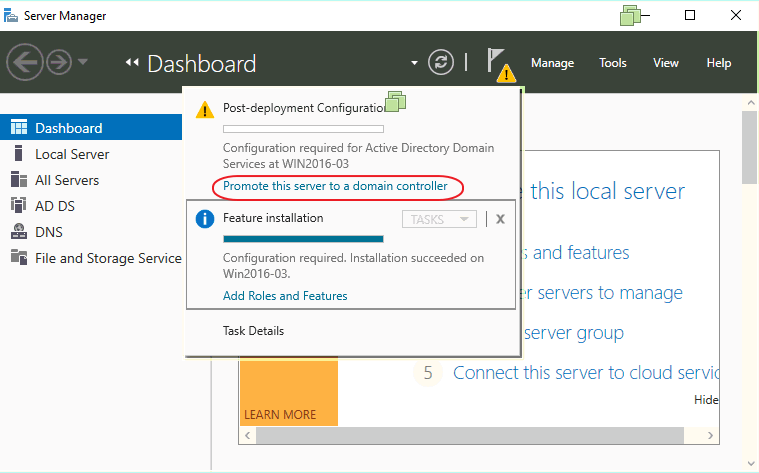 Server Manager
Dashboard
Manage
Tools
View
Help
Dashboard
Local Server
All Servers
AD DS
DNS
File and Storage Service
Post-deployment Configuration
Configuration required for Active Directory Domain
Services at WIN2016-03
Promote this server to a domain controller
Feature installation
TASKS
X
Configuration required. Installation succeeded on
Win2016-03.
Add Roles and Features
Task Details
this local server
and features
servers to manage
server group
5 Connect this server to cloud servic
Hide
LEARN MORE